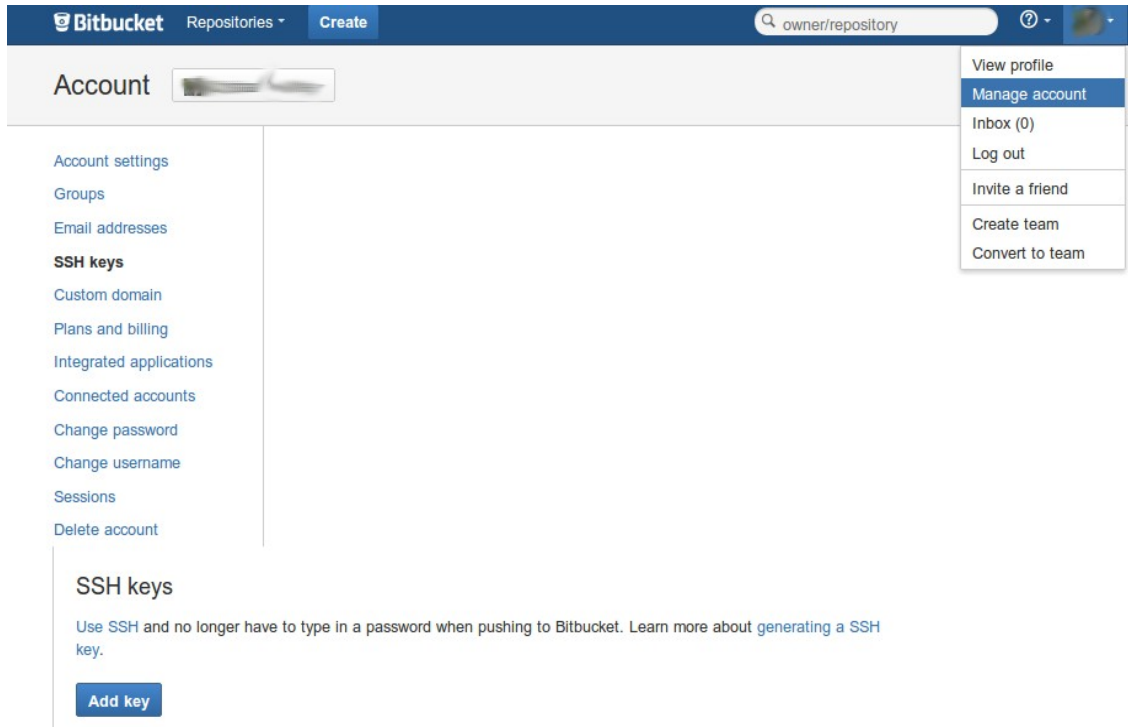 Bitbucket Repositories Create owner/repository
Account
View profile
Manage account
Inbox (0)
Log out
Invite a friend
Create team
Convert to team
Account settings
Groups
Email addresses
SSH keys
Custom domain
Plans and billing
Integrated applications
Connected accounts
Change password
Change username
Sessions
Delete account
SSH keys
Use SSH and no longer have to type in a password when pushing to Bitbucket. Learn more about generating a SSH
key.
Add key